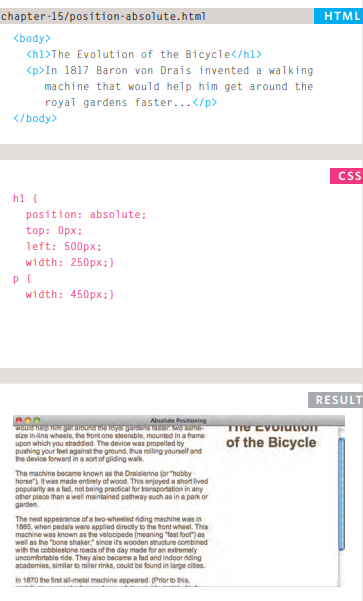 chapter-15/position-absolute.html
HTML
<body>
<h1>The Evolution of the Bicycle</h1>
<p>In 1817 Baron von Drais invented a walking
machine that would help him get around the
royal gardens faster...</p>
</body>
CSS
h1 {
position: absolute;
top: 0px;
left: 500px;
width: 250px;}
p {
width: 450px;}
RESULT
Absolute Positioning
would help him get around the royal gardens faster: two same-
size in-line wheels, the front one steerable, mounted in a frame
upon which you straddled. The device was propelled by
pushing your feet against the ground, thus rolling yourself and
the device forward in a sort of gliding walk.
The Evolution
of the Bicycle
The machine became known as the Draisienne (or "hobby
horse"). It was made entirely of wood. This enjoyed a short lived
popularity as a fad, not being practical for transportation in any
other place than a well maintained pathway such as in a park or
garden.
The next appearance of a two-wheeled riding machine was in
1865, when pedals were applied directly to the front wheel. This
machine was known as the velocipede (meaning "fast foot") as
well as the "bone shaker," since it's wooden structure combined
with the cobblestone roads of the day made for an extremely
uncomfortable ride. They also became a fad and indoor riding
academies, similar to roller rinks, could be found in large cities.
In 1870 the first all-metal machine appeared. (Prior to this,